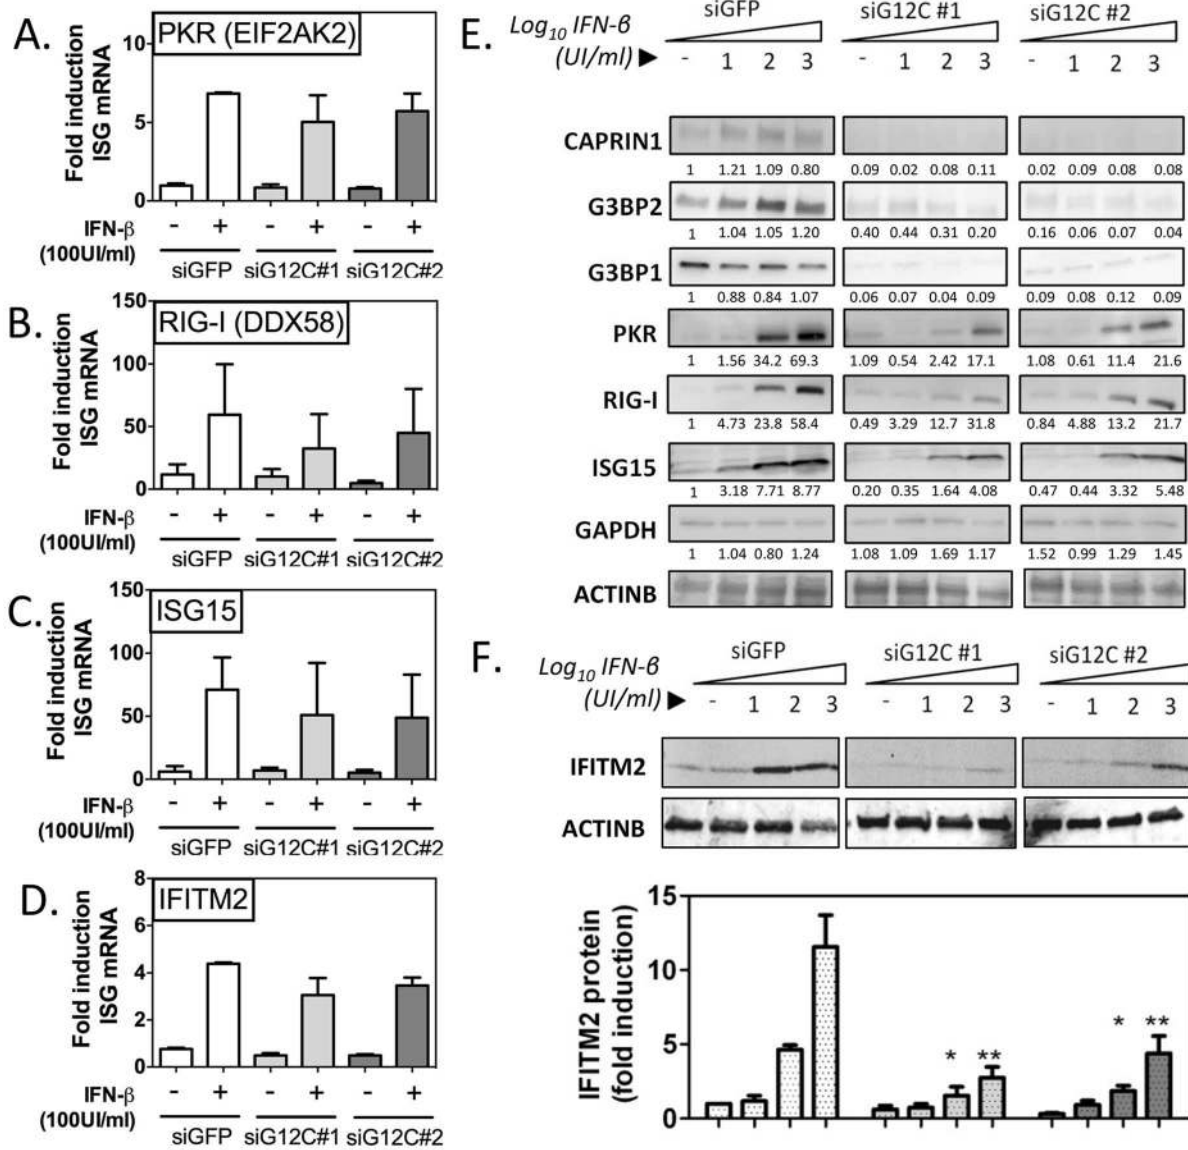 A.
PKR (EIF2AK2)
Fold induction
ISG mRNA
10
5
0
IFN-β
(100UI/ml)
- + - + - +
siGFP siG12C#1 siG12C#2
B.
RIG-I (DDX58)
Fold induction
ISG mRNA
150
100
50
0
IFN-β
(100UI/ml)
- + - + - +
siGFP siG12C#1 siG12C#2
C.
ISG15
Fold induction
ISG mRNA
150
100
50
0
IFN-β
(100UI/ml)
- + - + - +
siGFP siG12C#1 siG12C#2
D.
IFITM2
Fold induction
ISG mRNA
8
6
4
2
0
IFN-β
(100UI/ml)
- + - + - +
siGFP siG12C#1 siG12C#2
E.
Log10 IFN-β
(UI/ml) ►
siGFP siG12C #1 siG12C #2
- 1 2 3 - 1 2 3 - 1 2 3
CAPRIN1
1 1.21 1.09 0.80 0.09 0.02 0.08 0.11 0.02 0.09 0.08 0.08
G3BP2
1 1.04 1.05 1.20 0.40 0.44 0.31 0.20 0.16 0.06 0.07 0.04
G3BP1
1 0.88 0.84 1.07 0.06 0.07 0.04 0.09 0.09 0.08 0.12 0.09
PKR
1 1.56 34.2 69.3 1.09 0.54 2.42 17.1 1.08 0.61 11.4 21.6
RIG-I
1 4.73 23.8 58.4 0.49 3.29 12.7 31.8 0.84 4.88 13.2 21.7
ISG15
1 3.18 7.71 8.77 0.20 0.35 1.64 4.08 0.47 0.44 3.32 5.48
GAPDH
1 1.04 0.80 1.24 1.08 1.09 1.69 1.17 1.52 0.99 1.29 1.45
ACTINB
F.
Log10 IFN-β
(UI/ml) ►
siGFP siG12C #1 siG12C #2
- 1 2 3 - 1 2 3 - 1 2 3
IFITM2
ACTINB
IFITM2 protein
(fold induction)
15
10
5
0
* ** * **